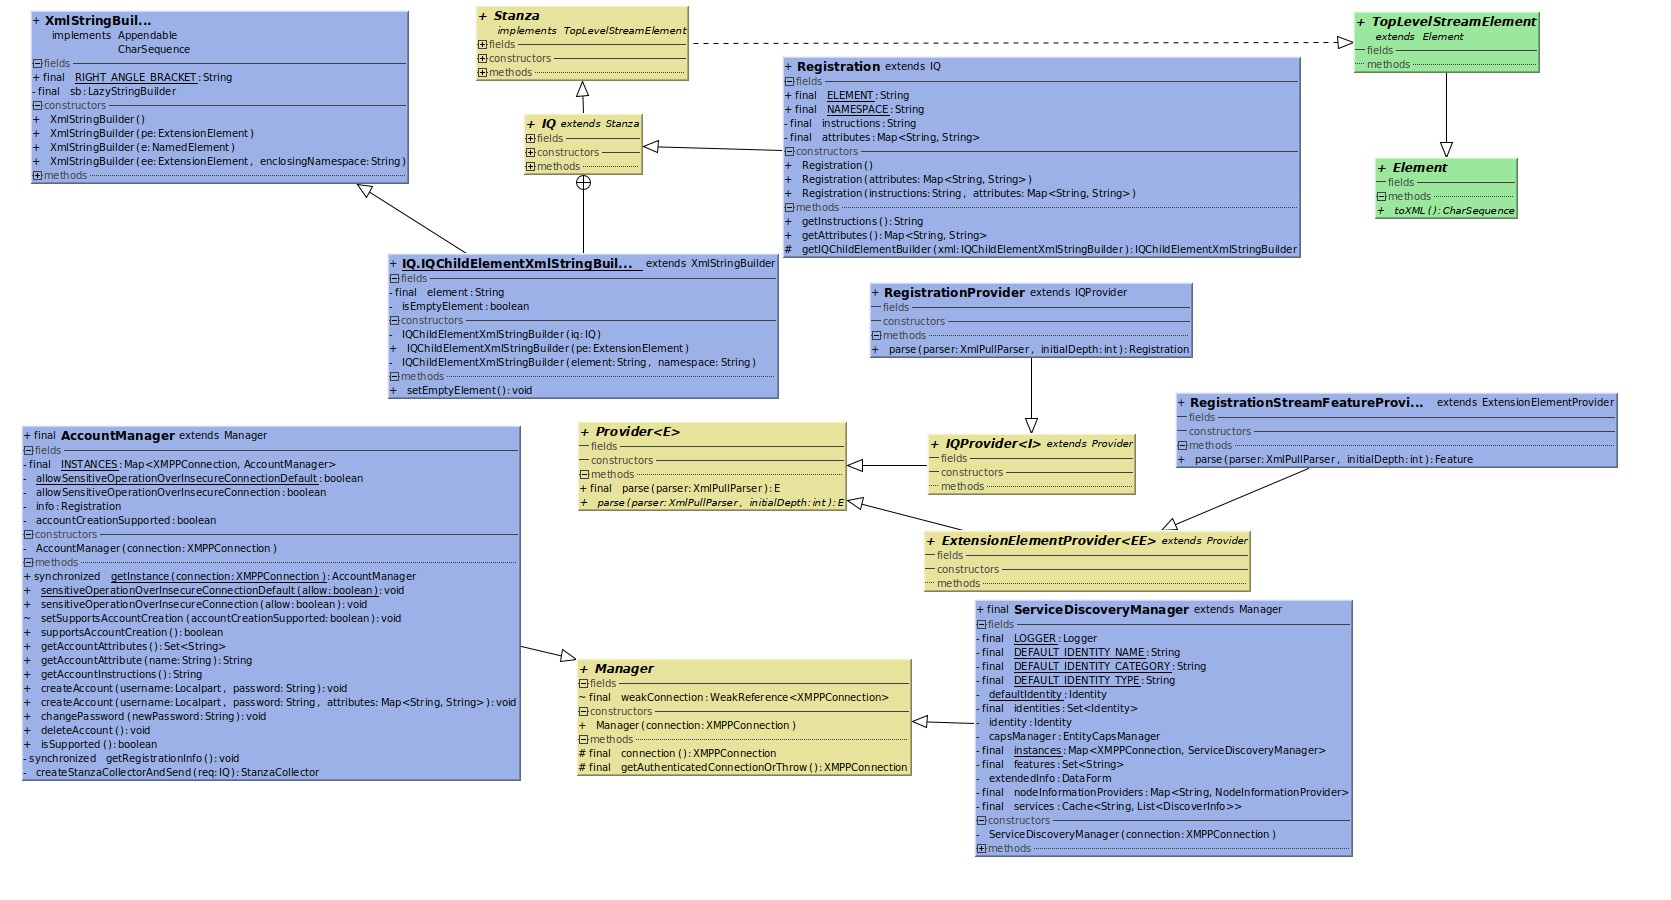 + XmlStringBuil...
implements Appendable
CharSequence
fields
+ final RIGHT_ANGLE_BRACKET : String
- final sb : LazyStringBuilder
constructors
+ XmlStringBuilder ()
+ XmlStringBuilder (pe : ExtensionElement)
+ XmlStringBuilder (e : NamedElement)
+ XmlStringBuilder (ee : ExtensionElement, enclosingNamespace : String)
methods
+ Stanza
implements TopLevelStreamElement
fields
constructors
methods
+ TopLevelStreamElement
extends Element
fields
methods
+ IQ extends Stanza
fields
constructors
methods
+ Registration extends IQ
fields
+ final ELEMENT : String
+ final NAMESPACE : String
- final instructions : String
- final attributes : Map<String, String>
constructors
+ Registration ()
+ Registration (attributes : Map<String, String>)
+ Registration (instructions : String, attributes : Map<String, String>)
methods
+ getInstructions () : String
+ getAttributes () : Map<String, String>
# getIQChildElementBuilder (xml : IQChildElementXmlStringBuilder) : IQChildElementXmlStringBuilder
+ Element
fields
methods
+ toXML () : CharSequence
+ IQ.IQChildElementXmlStringBuil... extends XmlStringBuilder
fields
- final element : String
- isEmptyElement : boolean
constructors
- IQChildElementXmlStringBuilder (iq : IQ)
+ IQChildElementXmlStringBuilder (pe : ExtensionElement)
- IQChildElementXmlStringBuilder (element : String, namespace : String)
methods
+ setEmptyElement () : void
+ RegistrationProvider extends IQProvider
fields
constructors
methods
+ parse (parser : XmlPullParser, initialDepth : int) : Registration
+ RegistrationStreamFeatureProvi... extends ExtensionElementProvider
fields
constructors
methods
+ parse (parser : XmlPullParser, initialDepth : int) : Feature
+ final AccountManager extends Manager
fields
- final INSTANCES : Map<XMPPConnection, AccountManager>
- allowSensitiveOperationOverInsecureConnectionDefault : boolean
- allowSensitiveOperationOverInsecureConnection : boolean
- info : Registration
- accountCreationSupported : boolean
constructors
- AccountManager (connection : XMPPConnection)
methods
+ synchronized getInstance (connection : XMPPConnection) : AccountManager
+ sensitiveOperationOverInsecureConnectionDefault (allow : boolean) : void
+ sensitiveOperationOverInsecureConnection (allow : boolean) : void
~ setSupportsAccountCreation (accountCreationSupported : boolean) : void
+ supportsAccountCreation () : boolean
+ getAccountAttributes () : Set<String>
+ getAccountAttribute (name : String) : String
+ getAccountInstructions () : String
+ createAccount (username : Localpart, password : String) : void
+ createAccount (username : Localpart, password : String, attributes : Map<String, String>) : void
+ changePassword (newPassword : String) : void
+ deleteAccount () : void
+ isSupported () : boolean
- synchronized getRegistrationInfo () : void
- createStanzaCollectorAndSend (req : IQ) : StanzaCollector
+ Provider<E>
fields
constructors
methods
+ final parse (parser : XmlPullParser) : E
+ parse (parser : XmlPullParser, initialDepth : int) : E
+ IQProvider<I> extends Provider
fields
constructors
methods
+ ExtensionElementProvider<EE> extends Provider
fields
constructors
methods
+ Manager
fields
~ final weakConnection : WeakReference<XMPPConnection>
constructors
+ Manager (connection : XMPPConnection)
methods
# final connection () : XMPPConnection
# final getAuthenticatedConnectionOrThrow () : XMPPConnection
+ final ServiceDiscoveryManager extends Manager
fields
- final LOGGER : Logger
- final DEFAULT_IDENTITY_NAME : String
- final DEFAULT_IDENTITY_CATEGORY : String
- final DEFAULT_IDENTITY_TYPE : String
- defaultIdentity : Identity
- final identities : Set<Identity>
- identity : Identity
- capsManager : EntityCapsManager
- final instances : Map<XMPPConnection, ServiceDiscoveryManager>
- final features : Set<String>
- extendedInfo : DataForm
- final nodeInformationProviders : Map<String, NodeInformationProvider>
- final services : Cache<String, List<DiscoverInfo>>
constructors
- ServiceDiscoveryManager (connection : XMPPConnection)
methods